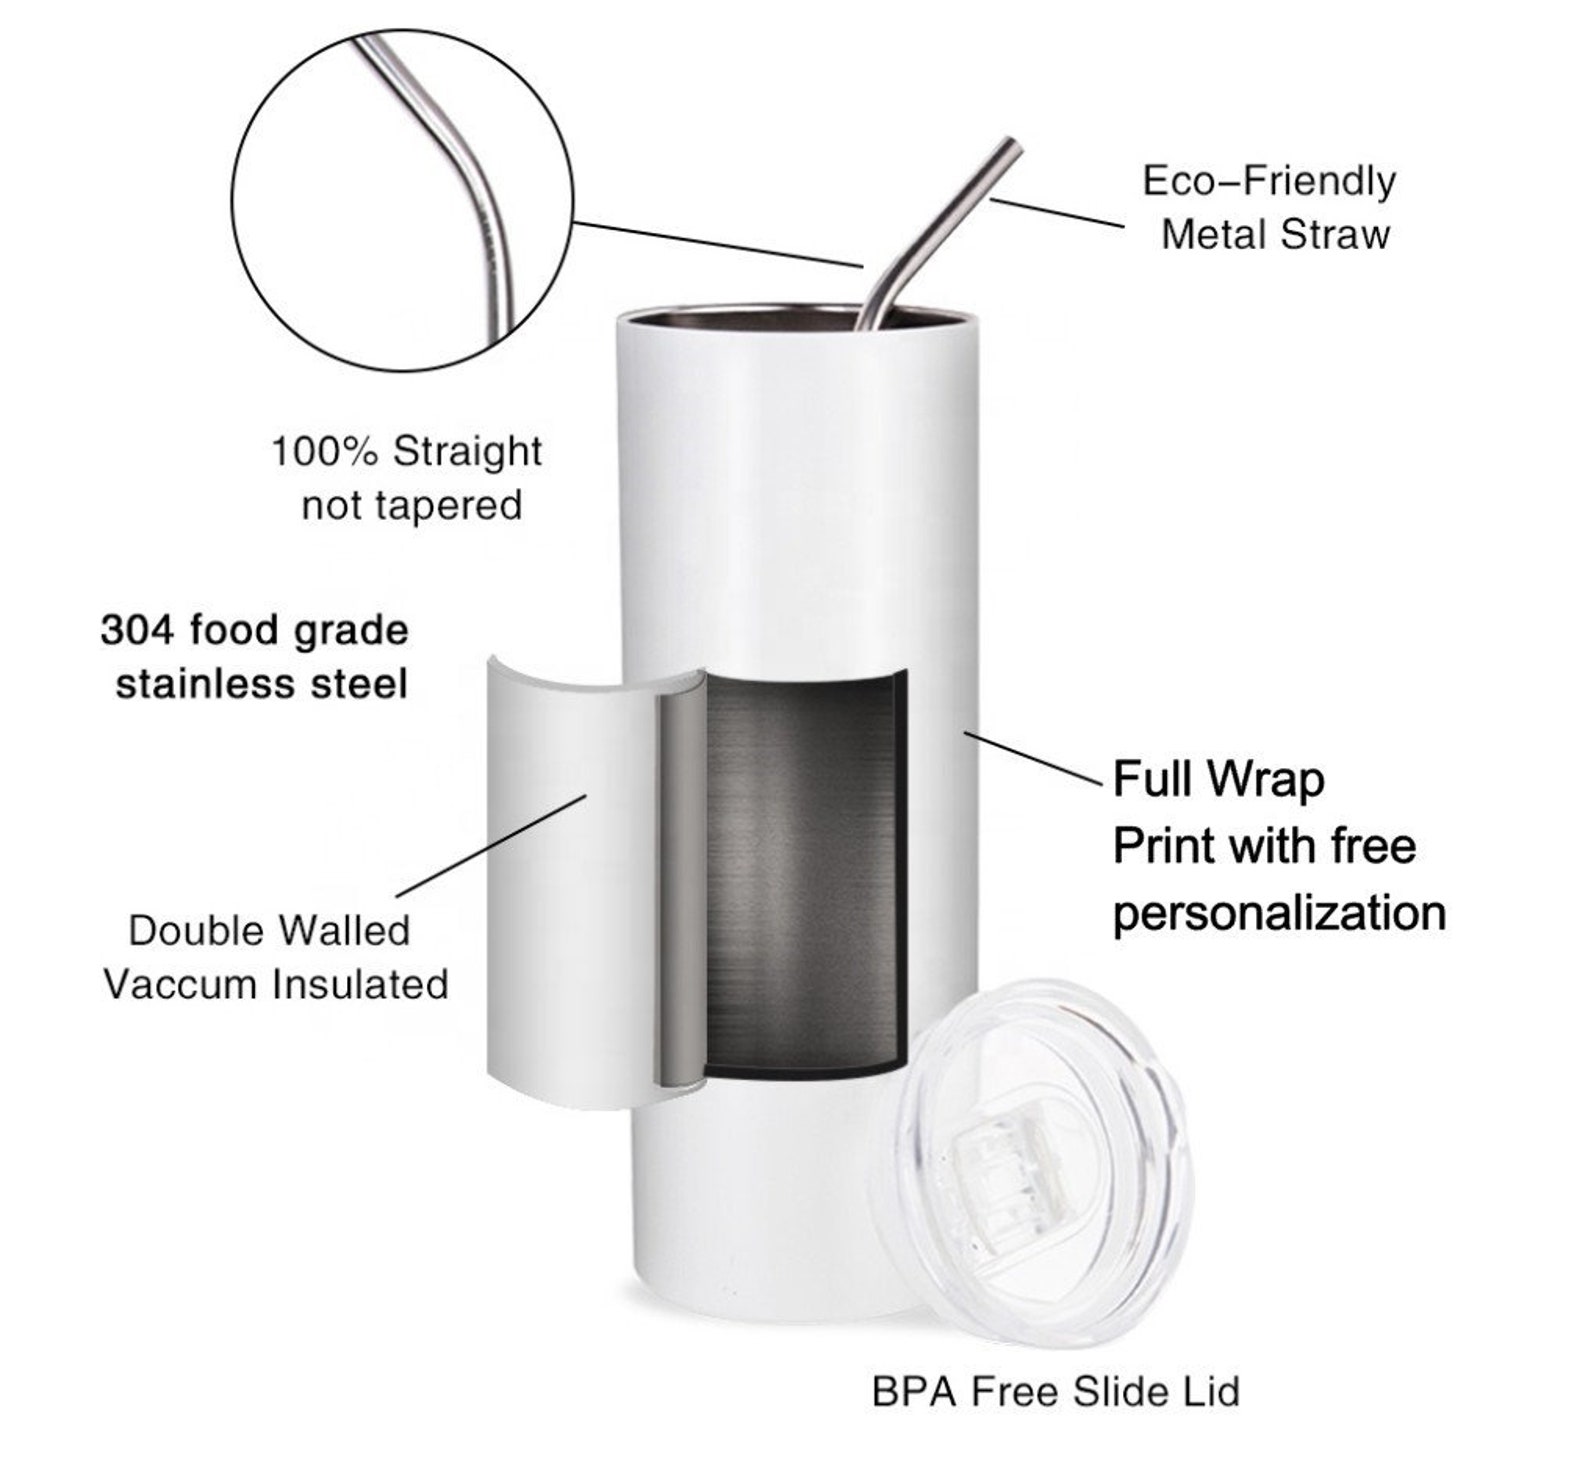 Eco–Friendly
Metal Straw
100% Straight
not tapered
304 food grade
stainless steel
Full Wrap
Print with free
personalization
Double Walled
Vaccum Insulated
BPA Free Slide Lid